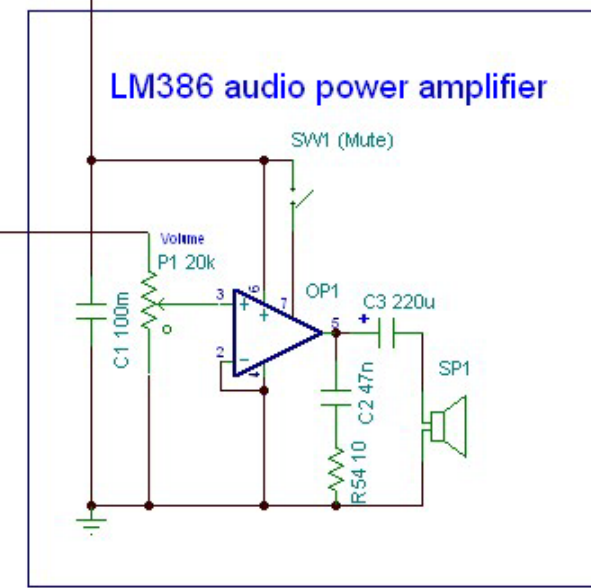 LM386 audio power amplifier
SW1 (Mute)
Volume
P1 20k
3
6
7
OP1
C3 220u
+
+
+
5
C1 100m
2
-
4
C2 47n
SP1
R54 10